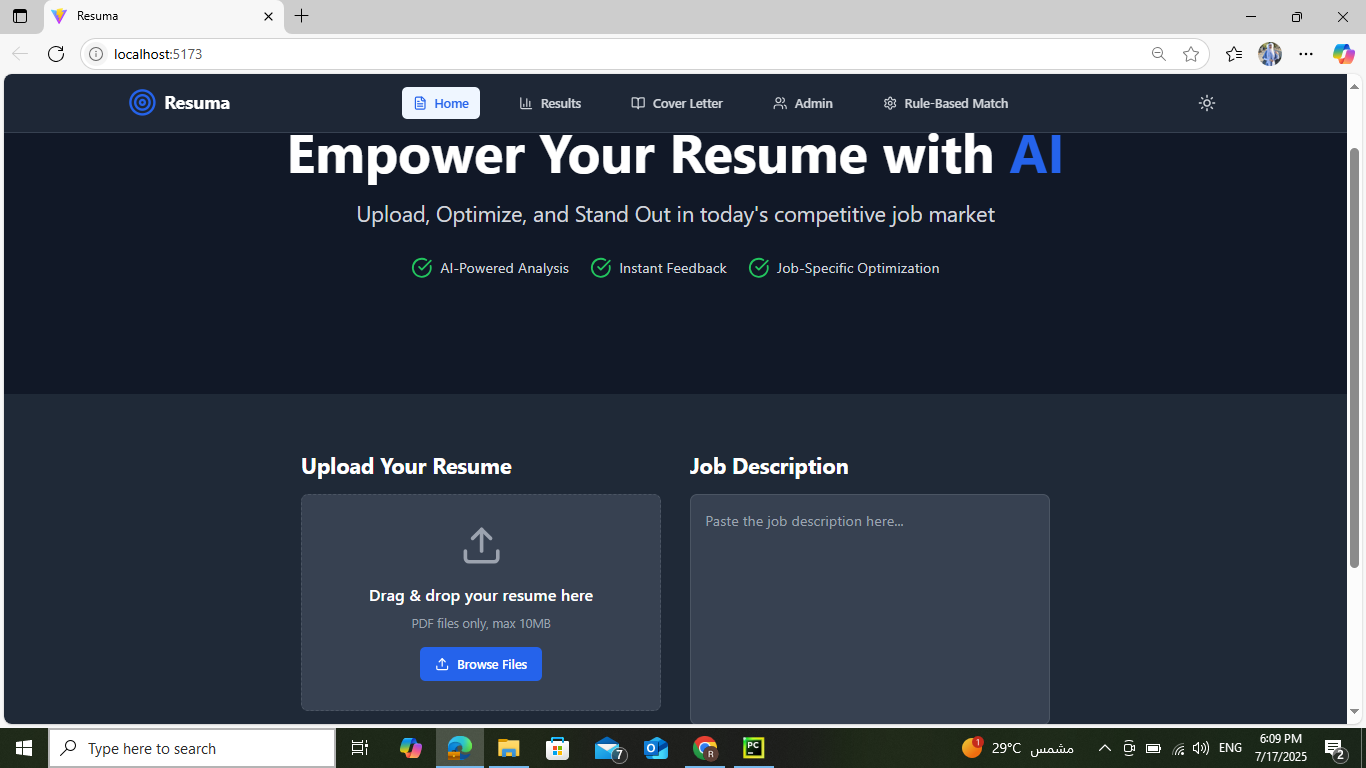 Resuma
localhost:5173
Resuma
Home
Results
Cover Letter
Admin
Rule-Based Match
Empower Your Resume with AI
Upload, Optimize, and Stand Out in today's competitive job market
AI-Powered Analysis
Instant Feedback
Job-Specific Optimization
Upload Your Resume
Job Description
Drag & drop your resume here
PDF files only, max 10MB
Browse Files
Paste the job description here...
Type here to search
7
R
PC
1
29°C مشمس
ENG
6:09 PM
7/17/2025
2